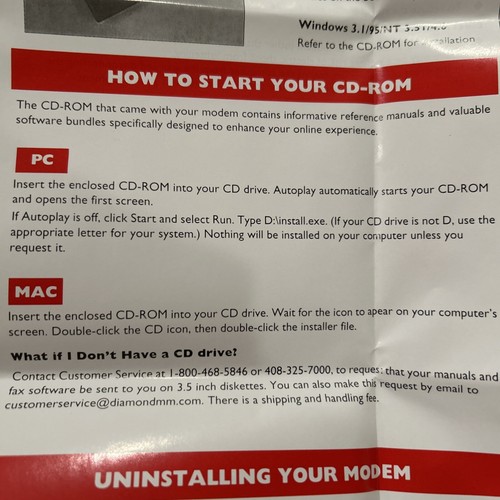 Windows 3.1/95/NT 3.51/4.0
Refer to the CD-ROM for
HOW TO START YOUR CD-ROM
The CD-ROM that came with your modem contains informative reference manuals and valuable
software bundles specifically designed to enhance your online experience.
PC
Insert the enclosed CD-ROM into your CD drive. Autoplay automatically starts your CD-ROM
and opens the first screen.
If Autoplay is off, click Start and select Run. Type D:\install.exe. (If your CD drive is not D, use the
appropriate letter for your system.) Nothing will be installed on your computer unless you
request it.
MAC
Insert the enclosed CD-ROM into your CD drive. Wait for the icon to apear on your computer's
screen. Double-click the CD icon, then double-click the installer file.
What if I Don't Have a CD drive?
Contact Customer Service at 1-800-468-5846 or 408-325-7000, to request that your manuals and
fax software be sent to you on 3.5 inch diskettes. You can also make this request by email to
customerservice@diamondmm.com. There is a shipping and handling fee.
UNINSTALLING YOUR MODEM